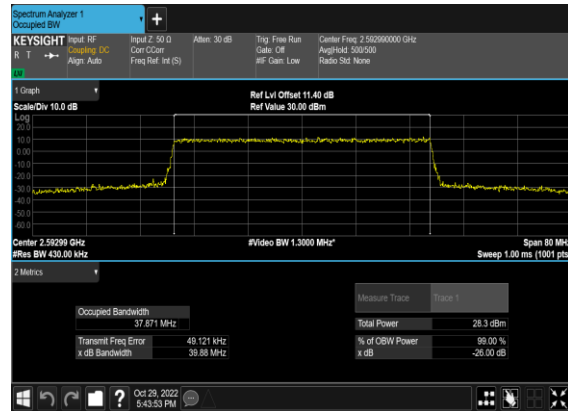 Spectrum Analyzer 1
Occupied BW
+
KEYSIGHT Input: RF Input Z: 50 Ω Atten: 30 dB Trig: Free Run Center Freq: 2.592990000 GHz
R T Coupling: DC Corr CCorr Gate: Off Avg|Hold: 500/500
Align: Auto Freq Ref: Int (S) #IF Gain: Low Radio Std: None
1 Graph Ref Lvl Offset 11.40 dB
Scale/Div 10.0 dB Ref Value 30.00 dBm
Log
20.0
10.0
0.00
-10.0
-20.0
-30.0
-40.0
-50.0
-60.0
Center 2.59299 GHz #Video BW 1.3000 MHz* Span 80 MHz
#Res BW 430.00 kHz Sweep 1.00 ms (1001 pts)
2 Metrics
Measure Trace Trace 1
Occupied Bandwidth
37.871 MHz Total Power 28.3 dBm
Transmit Freq Error 49.121 kHz % of OBW Power 99.00 %
x dB Bandwidth 39.88 MHz x dB -26.00 dB
? Oct 29, 2022
5:43:53 PM